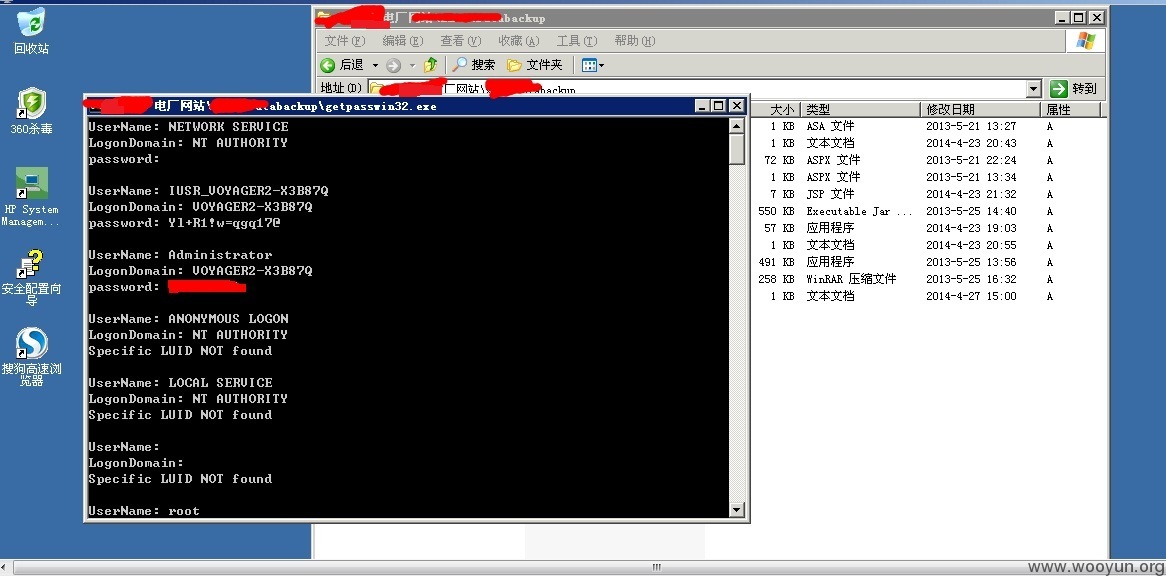 回收站
360杀毒
HP System
Managem...
安全配置向
导
搜狗高速浏
览器
电厂网
abackup
文件(F) 编辑(E) 查看(V) 收藏(A) 工具(T) 帮助(H)
后退 搜索 文件夹
地址(D) 厂网站\ abackup 转到
大小 类型 修改日期 属性
1 KB ASA 文件 2013-5-21 13:27 A
1 KB 文本文档 2014-4-23 20:43 A
72 KB ASPX 文件 2013-5-21 22:24 A
1 KB ASPX 文件 2013-5-21 13:34 A
7 KB JSP 文件 2014-4-23 21:32 A
550 KB Executable Jar ... 2013-5-25 14:40 A
57 KB 应用程序 2014-4-23 19:03 A
1 KB 文本文档 2014-4-23 20:55 A
491 KB 应用程序 2013-5-25 13:56 A
258 KB WinRAR 压缩文件 2013-5-25 16:32 A
1 KB 文本文档 2014-4-27 15:00 A
电厂网站\ atabackup\getpasswin32.exe
UserName: NETWORK SERVICE
LogonDomain: NT AUTHORITY
password:
UserName: IUSR_VOYAGER2-X3B87Q
LogonDomain: VOYAGER2-X3B87Q
password: Yl+R1!w=qgq17@
UserName: Administrator
LogonDomain: VOYAGER2-X3B87Q
password:
UserName: ANONYMOUS LOGON
LogonDomain: NT AUTHORITY
Specific LUID NOT found
UserName: LOCAL SERVICE
LogonDomain: NT AUTHORITY
Specific LUID NOT found
UserName:
LogonDomain:
Specific LUID NOT found
UserName: root
www.wooyun.org